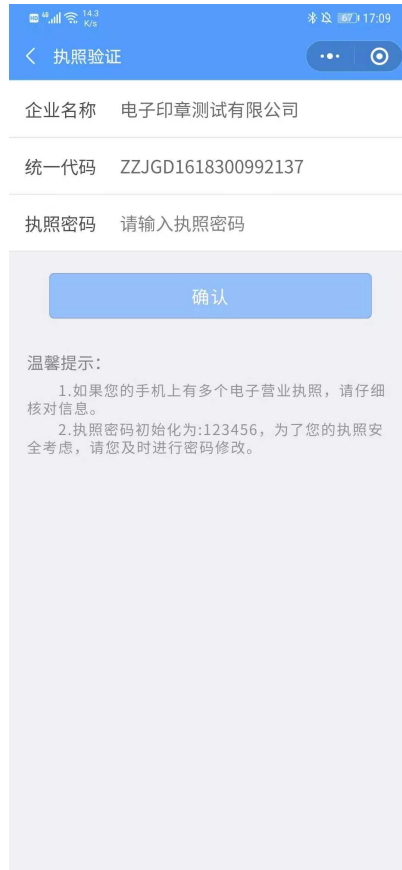 HD 46 14.3 K/s 67 17:09
执照验证
企业名称 电子印章测试有限公司
统一代码 ZZJGD1618300992137
执照密码 请输入执照密码
确认
温馨提示：
1.如果您的手机上有多个电子营业执照，请仔细
核对信息。
2.执照密码初始化为:123456，为了您的执照安
全考虑，请您及时进行密码修改。